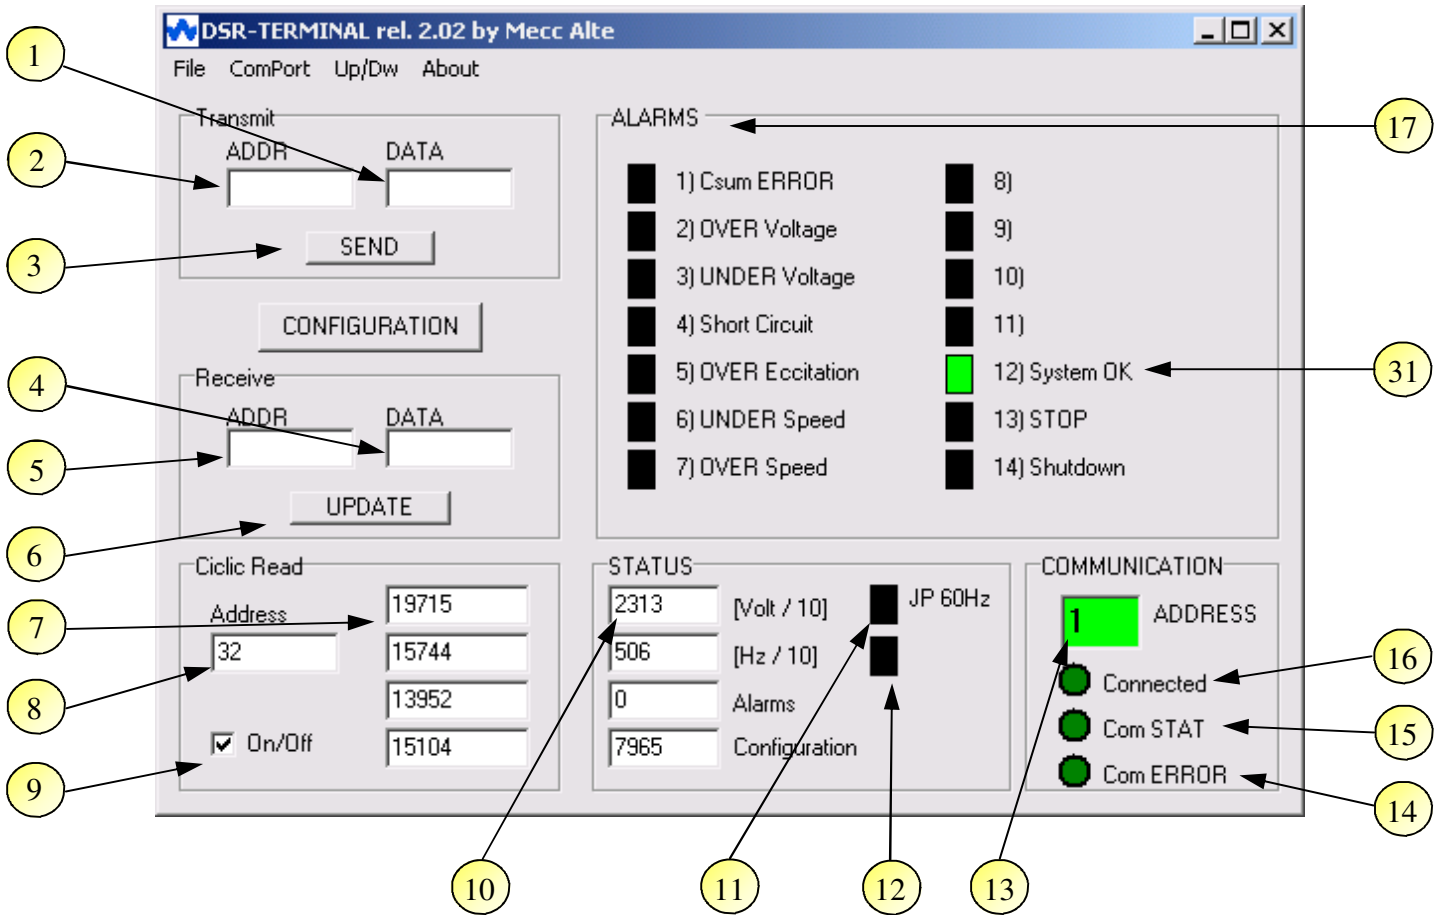 DSR-TERMINAL rel. 2.02 by Mecc Alte
File ComPort Up/Dw About
1
2
3
4
5
6
7
8
9
Transmit
ADDR DATA
SEND
CONFIGURATION
Receive
ADDR DATA
UPDATE
Ciclic Read
Address
32
On/Off
19715
15744
13952
15104
ALARMS
1) Csum ERROR
2) OVER Voltage
3) UNDER Voltage
4) Short Circuit
5) OVER Eccitation
6) UNDER Speed
7) OVER Speed
8)
9)
10)
11)
12) System OK
13) STOP
14) Shutdown
STATUS
2313 [Volt / 10] JP 60Hz
506 [Hz / 10]
0 Alarms
7965 Configuration
COMMUNICATION
1 ADDRESS
Connected
Com STAT
Com ERROR
17
31
16
15
14
10
11
12
13